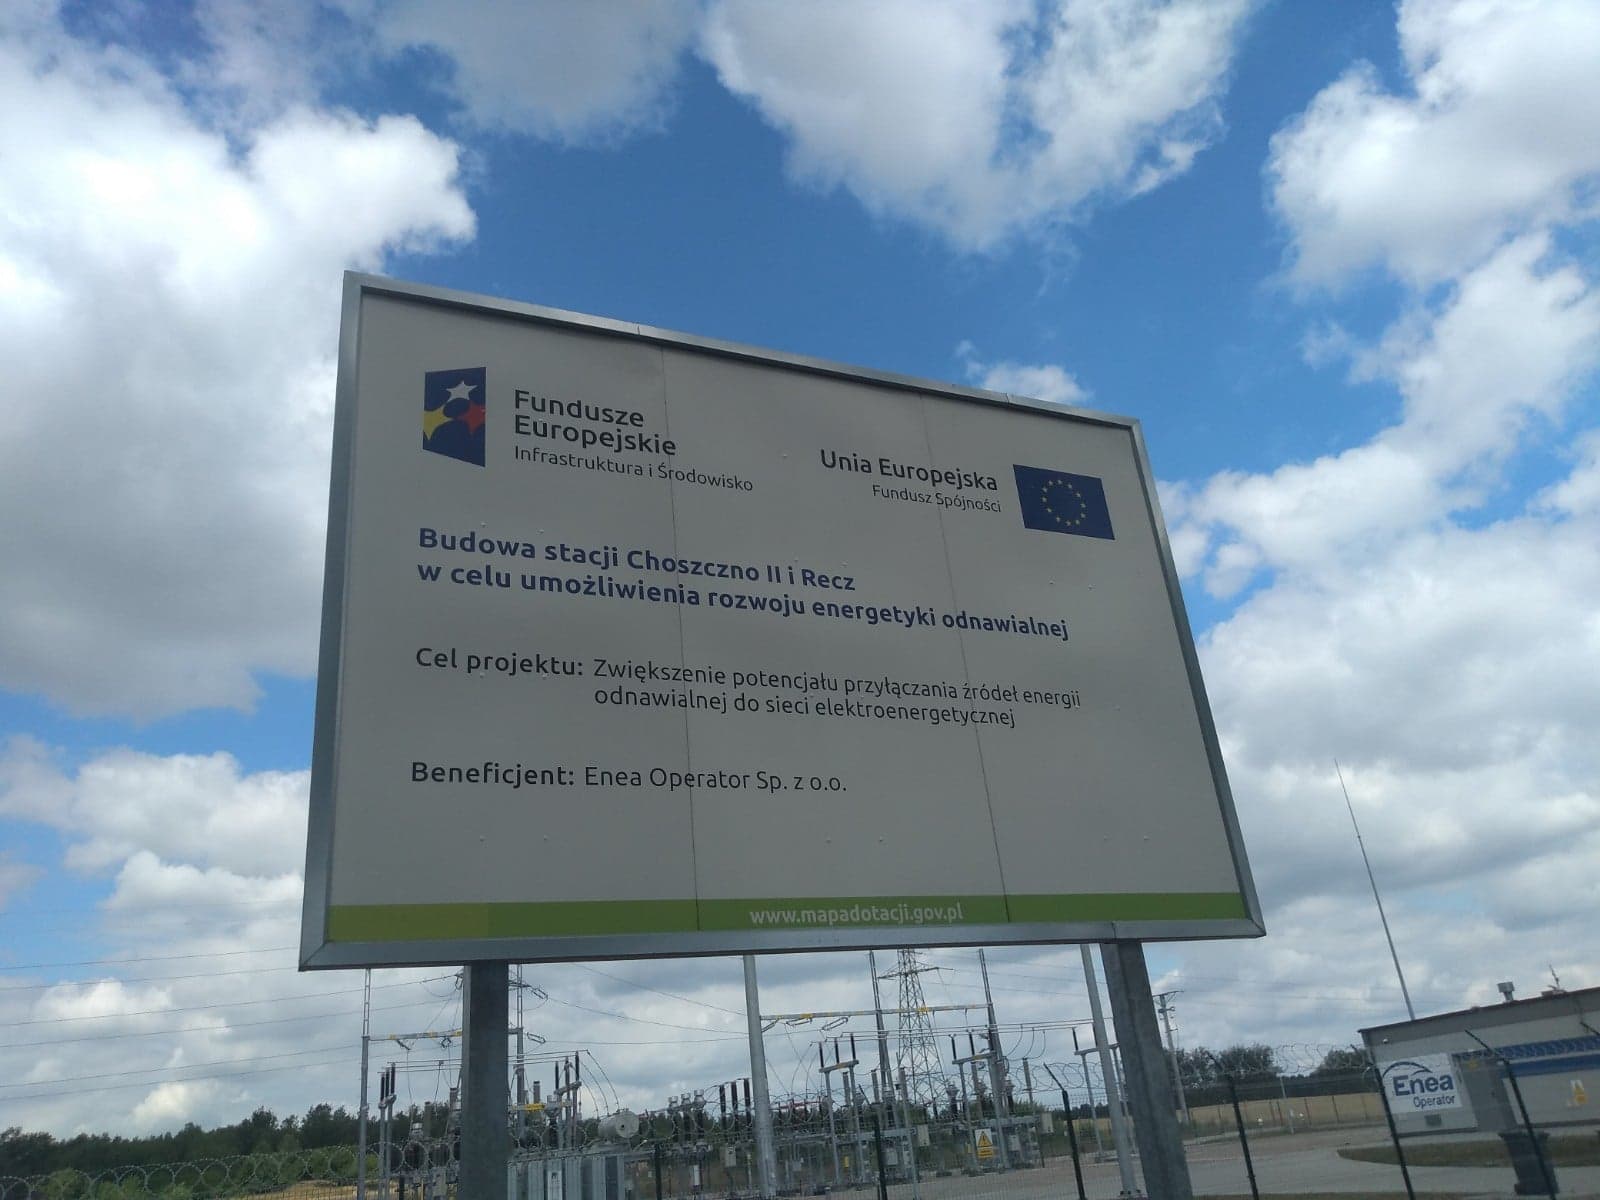 Fundusze
Europejskie
Infrastruktura i Środowisko
Unia Europejska
Fundusz Spójności
Budowa stacji Choszczno II i Recz
w celu umożliwienia rozwoju energetyki odnawialnej
Cel projektu: Zwiększenie potencjału przyłączania źródeł energii
odnawialnej do sieci elektroenergetycznej
Beneficjent: Enea Operator Sp. z o.o.
www.mapadotacji.gov.pl
Enea
Operator